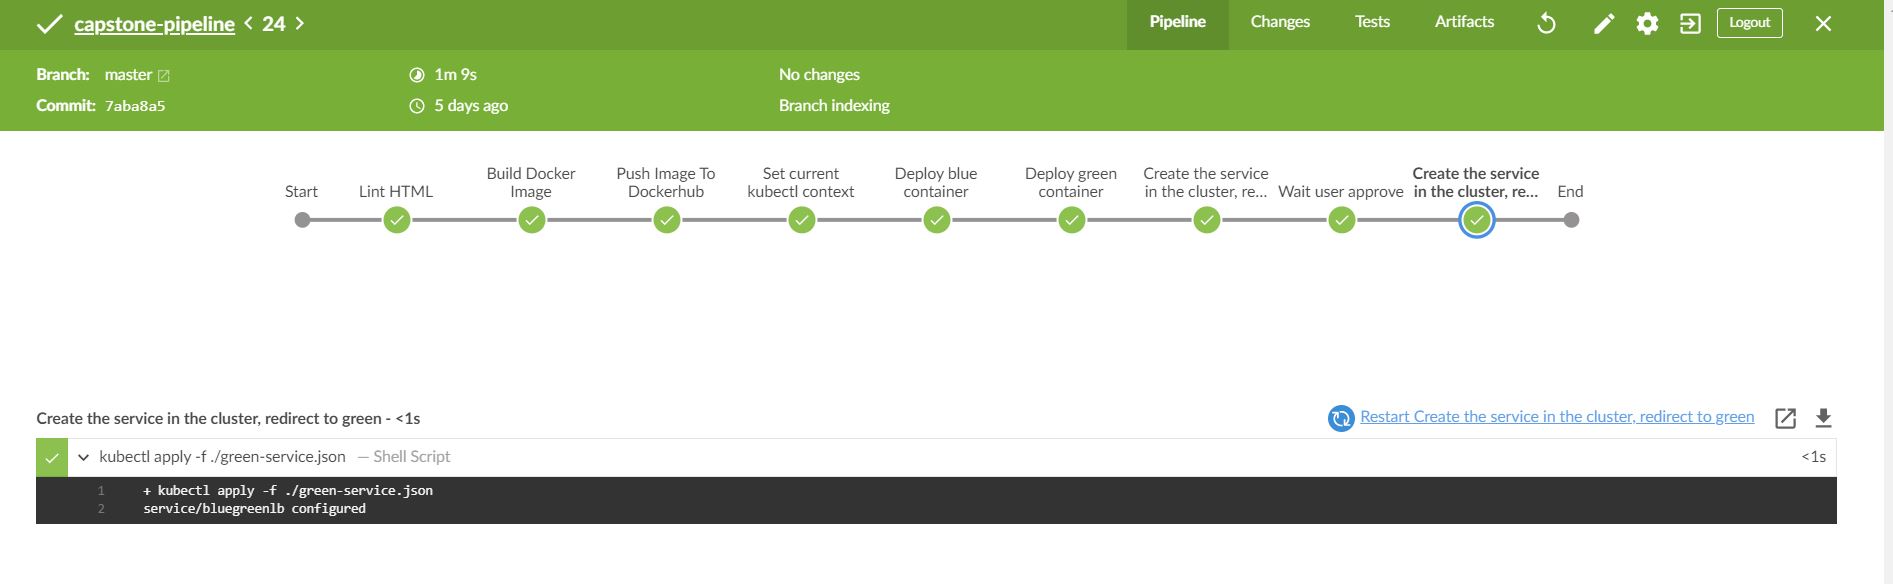 capstone-pipeline < 24 >
Pipeline
Changes
Tests
Artifacts
Logout
Branch: master
1m 9s
No changes
Commit: 7aba8a5
5 days ago
Branch indexing
Start
Lint HTML
Build Docker
Image
Push Image To
Dockerhub
Set current
kubectl context
Deploy blue
container
Deploy green
container
Create the service
in the cluster, re...
Wait user approve
Create the service
in the cluster, re...
End
Create the service in the cluster, redirect to green - <1s
Restart Create the service in the cluster, redirect to green
kubectl apply -f ./green-service.json — Shell Script
<1s
1 + kubectl apply -f ./green-service.json
2 service/bluegreenlb configured